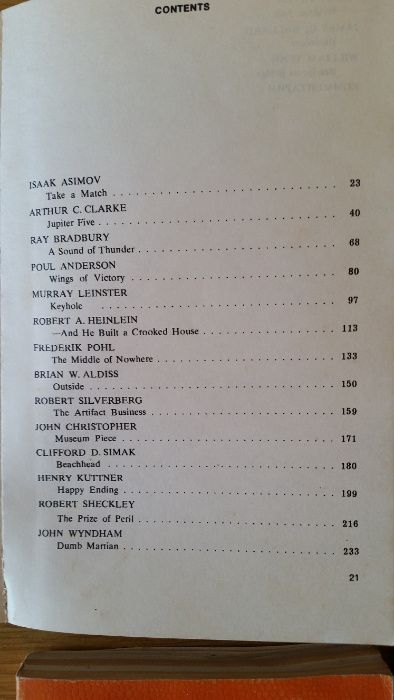 CONTENTS
ISAAK ASIMOV
Take a Match . . . . . . . . . . . . . . . . . . . . . . . . . . 23
ARTHUR C. CLARKE
Jupiter Five . . . . . . . . . . . . . . . . . . . . . . . . . . . 40
RAY BRADBURY
A Sound of Thunder . . . . . . . . . . . . . . . . . . . . . . . 68
POUL ANDERSON
Wings of Victory . . . . . . . . . . . . . . . . . . . . . . . . 80
MURRAY LEINSTER
Keyhole . . . . . . . . . . . . . . . . . . . . . . . . . . . 97
ROBERT A. HEINLEIN
—And He Built a Crooked House . . . . . . . . . . . . . . . . 113
FREDERIK POHL
The Middle of Nowhere . . . . . . . . . . . . . . . . . . . . . 133
BRIAN W. ALDISS
Outside . . . . . . . . . . . . . . . . . . . . . . . . . . . . 150
ROBERT SILVERBERG
The Artifact Business . . . . . . . . . . . . . . . . . . . . . . 159
JOHN CHRISTOPHER
Museum Piece . . . . . . . . . . . . . . . . . . . . . . . . . 171
CLIFFORD D. SIMAK
Beachhead . . . . . . . . . . . . . . . . . . . . . . . . . . . 180
HENRY KUTTNER
Happy Ending . . . . . . . . . . . . . . . . . . . . . . . . . 199
ROBERT SHECKLEY
The Prize of Peril . . . . . . . . . . . . . . . . . . . . . . . . 216
JOHN WYNDHAM
Dumb Martian . . . . . . . . . . . . . . . . . . . . . . . . . 233
21